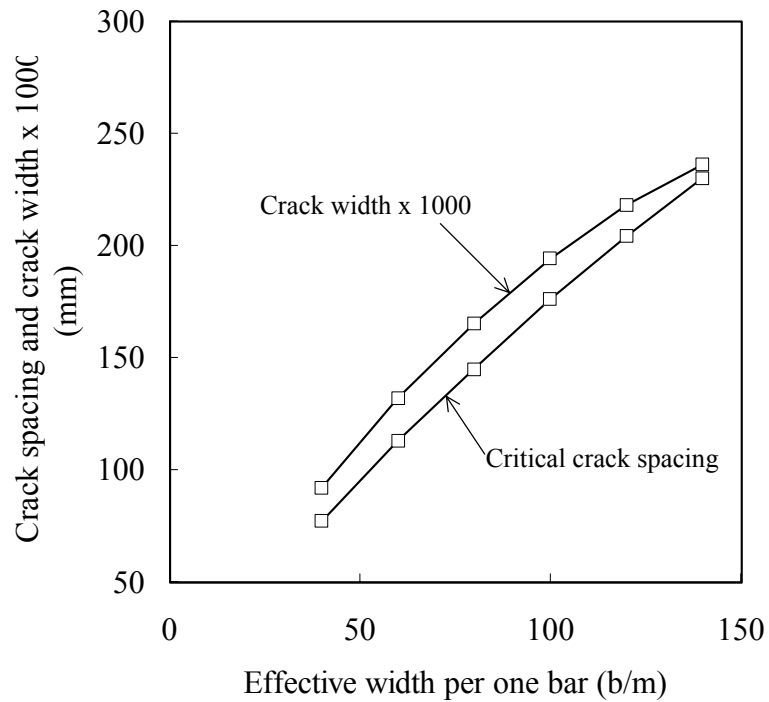 Crack spacing and crack width x 1000
(mm)
300
250
200
150
100
50
Crack width x 1000
Critical crack spacing
0
50
100
150
Effective width per one bar (b/m)